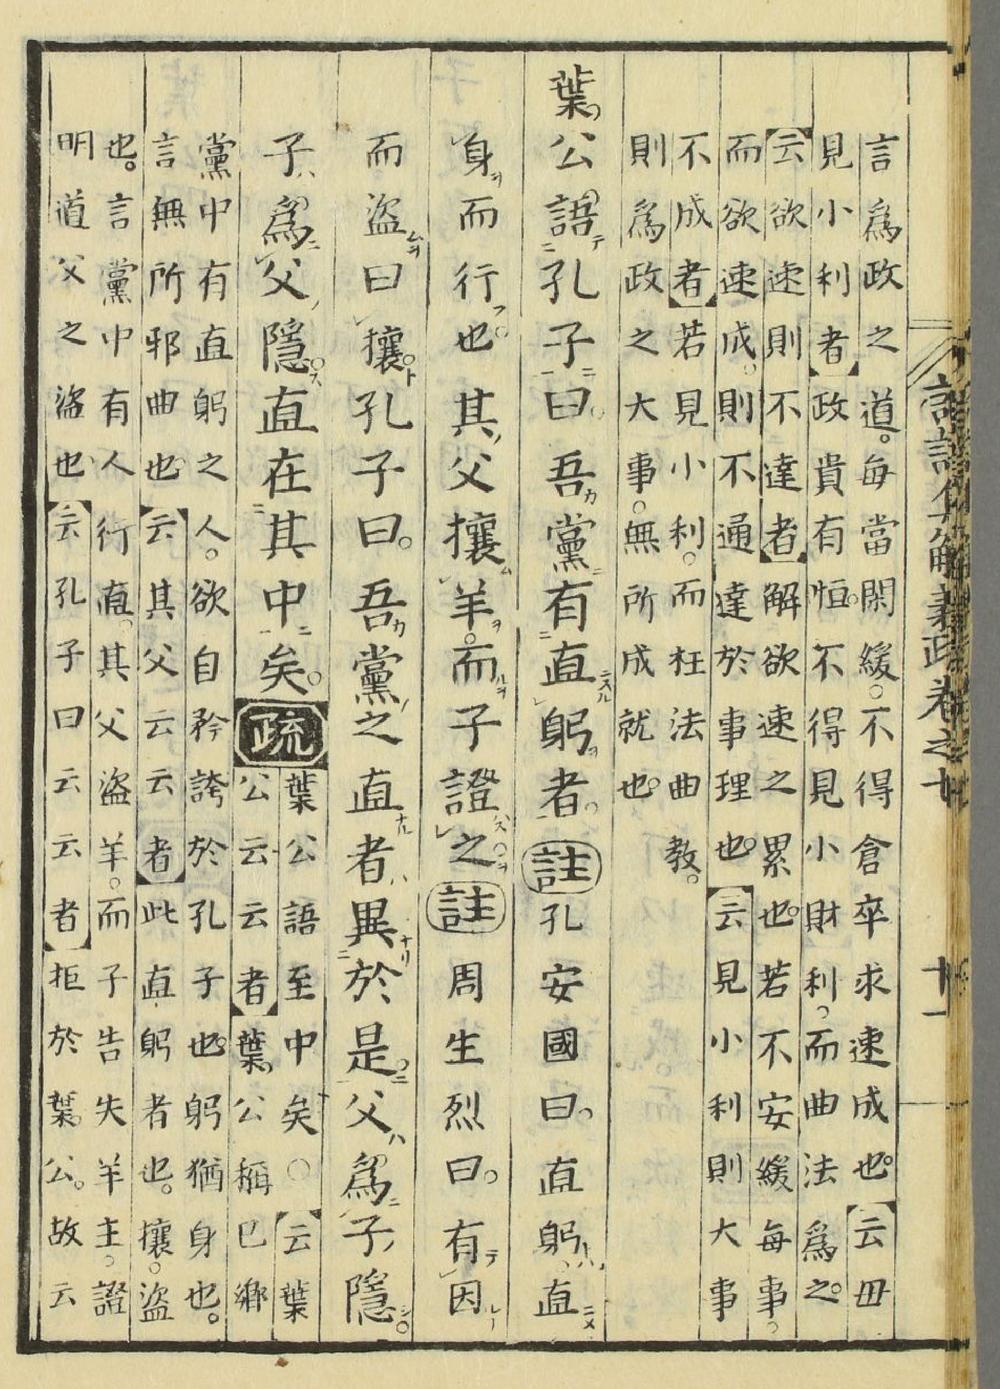 言爲政之道。每當閑緩。不得倉卒求速成也。云毋
見小利者政貴有恒。不得見小財利。而曲法爲之。
云欲速則不達者解欲速之累也。若不安緩每事。
而欲速成。則不通達於事理也。云見小利則大事
不成者若見小利。而枉法曲教。
則爲政之大事。無所成就也。
葉公語孔子曰。吾黨有直躬者。註孔安國曰。直躬。直
身而行也。其父攘羊。而子證之。註周生烈曰。有因
而盜曰攘。孔子曰。吾黨之直者異於是。父爲子隱。
子爲父隱。直在其中矣。疏
葉公語至中矣○云葉
公云云者葉公稱已鄉
黨中有直躬之人。欲自矜誇於孔子也。躬猶身也。
言無所邪曲也。云其父云云者此直躬者也。攘。盜
也。言黨中有人行直。其父盜羊。而子告失羊主。證
明道父之盜也。云孔子曰云云者拒於葉公。故云
卷之七
十一